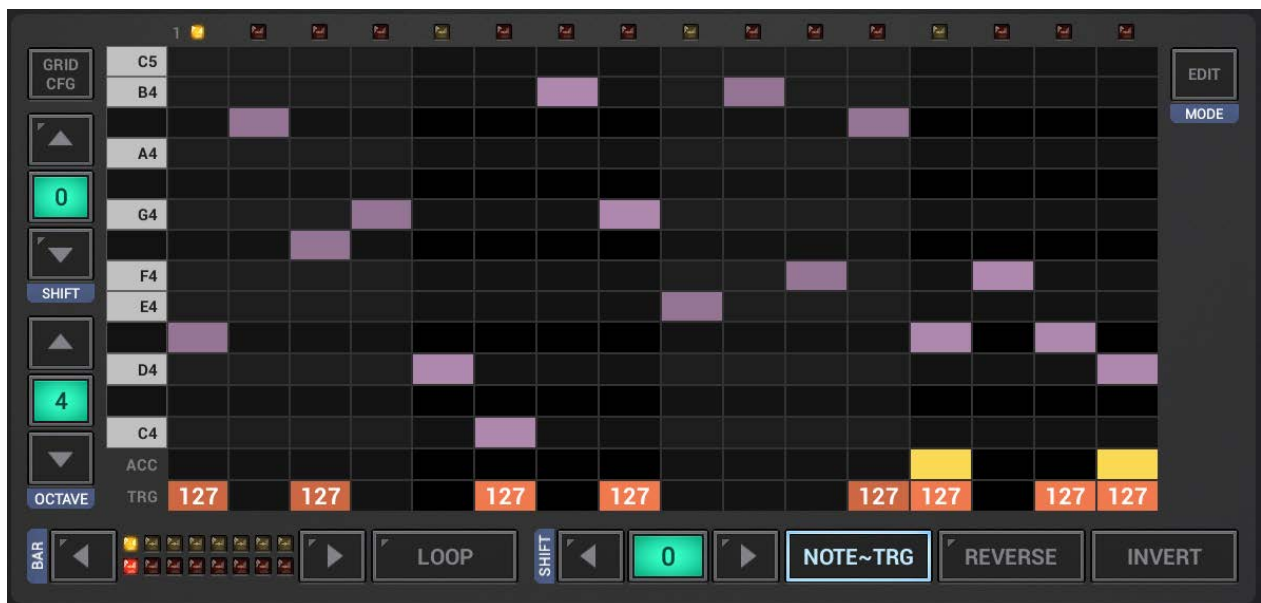 1
GRID CFG
C5
EDIT
B4
MODE
A4
0
G4
F4
SHIFT
E4
D4
4
C4
ACC
OCTAVE
TRG 127 127 127 127 127 127 127 127
BAR
LOOP
SHIFT
0
NOTE~TRG
REVERSE
INVERT